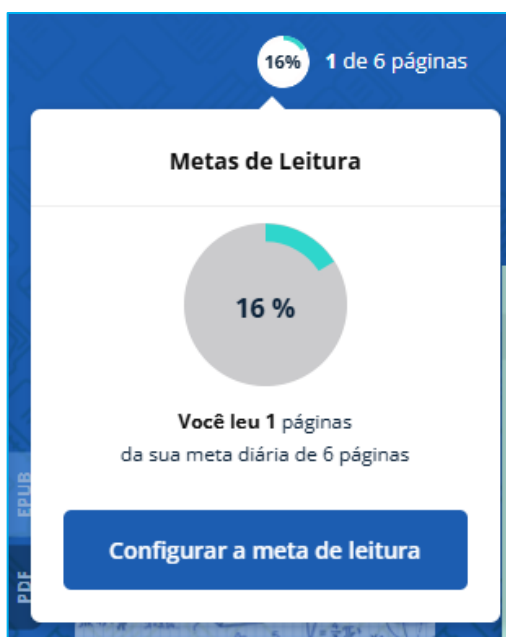 16%
1 de 6 páginas
Metas de Leitura
16 %
Você leu 1 páginas
da sua meta diária de 6 páginas
Configurar a meta de leitura
EPUB
PDF